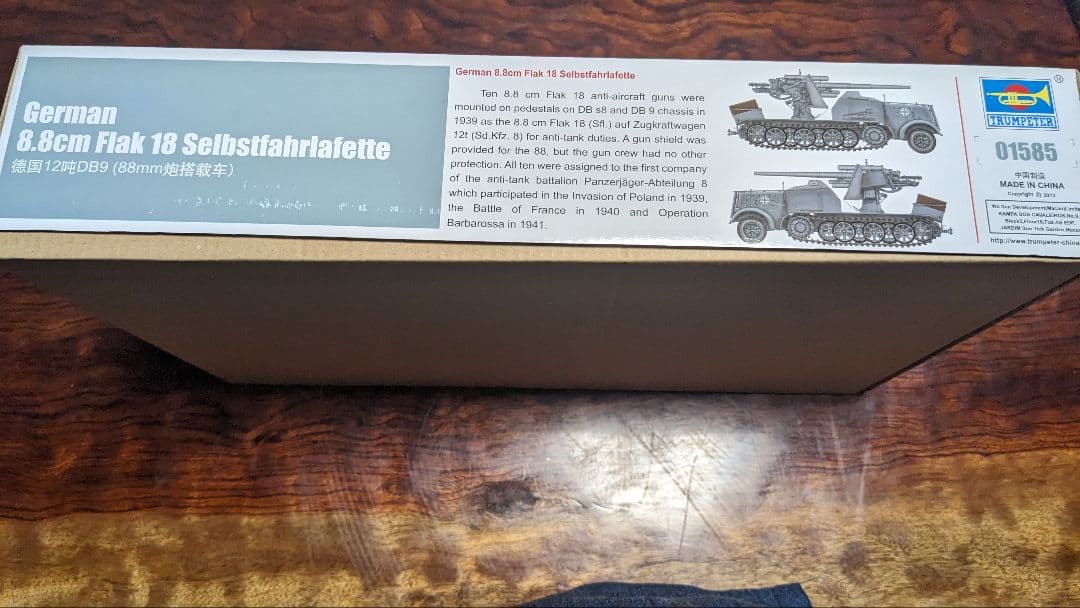 German
8.8cm Flak 18 Selbstfahrlafette
德国12吨DB9 (88mm炮搭载车)
German 8.8cm Flak 18 Selbstfahrlafette
Ten 8.8 cm Flak 18 anti-aircraft guns were
mounted on pedestals on DB s8 and DB 9 chassis in
1939 as the 8.8 cm Flak 18 (Sfl.) auf Zugkraftwagen
12t (Sd.Kfz. 8) for anti-tank duties. A gun shield was
provided for the 88, but the gun crew had no other
protection. All ten were assigned to the first company
of the anti-tank battalion Panzerjäger-Abteilung 8
which participated in the Invasion of Poland in 1939,
the Battle of France in 1940 and Operation
Barbarossa in 1941.
®
TRUMPETER
01585
中国制造
MADE IN CHINA
Copyright ©
http://www.trumpeter-china